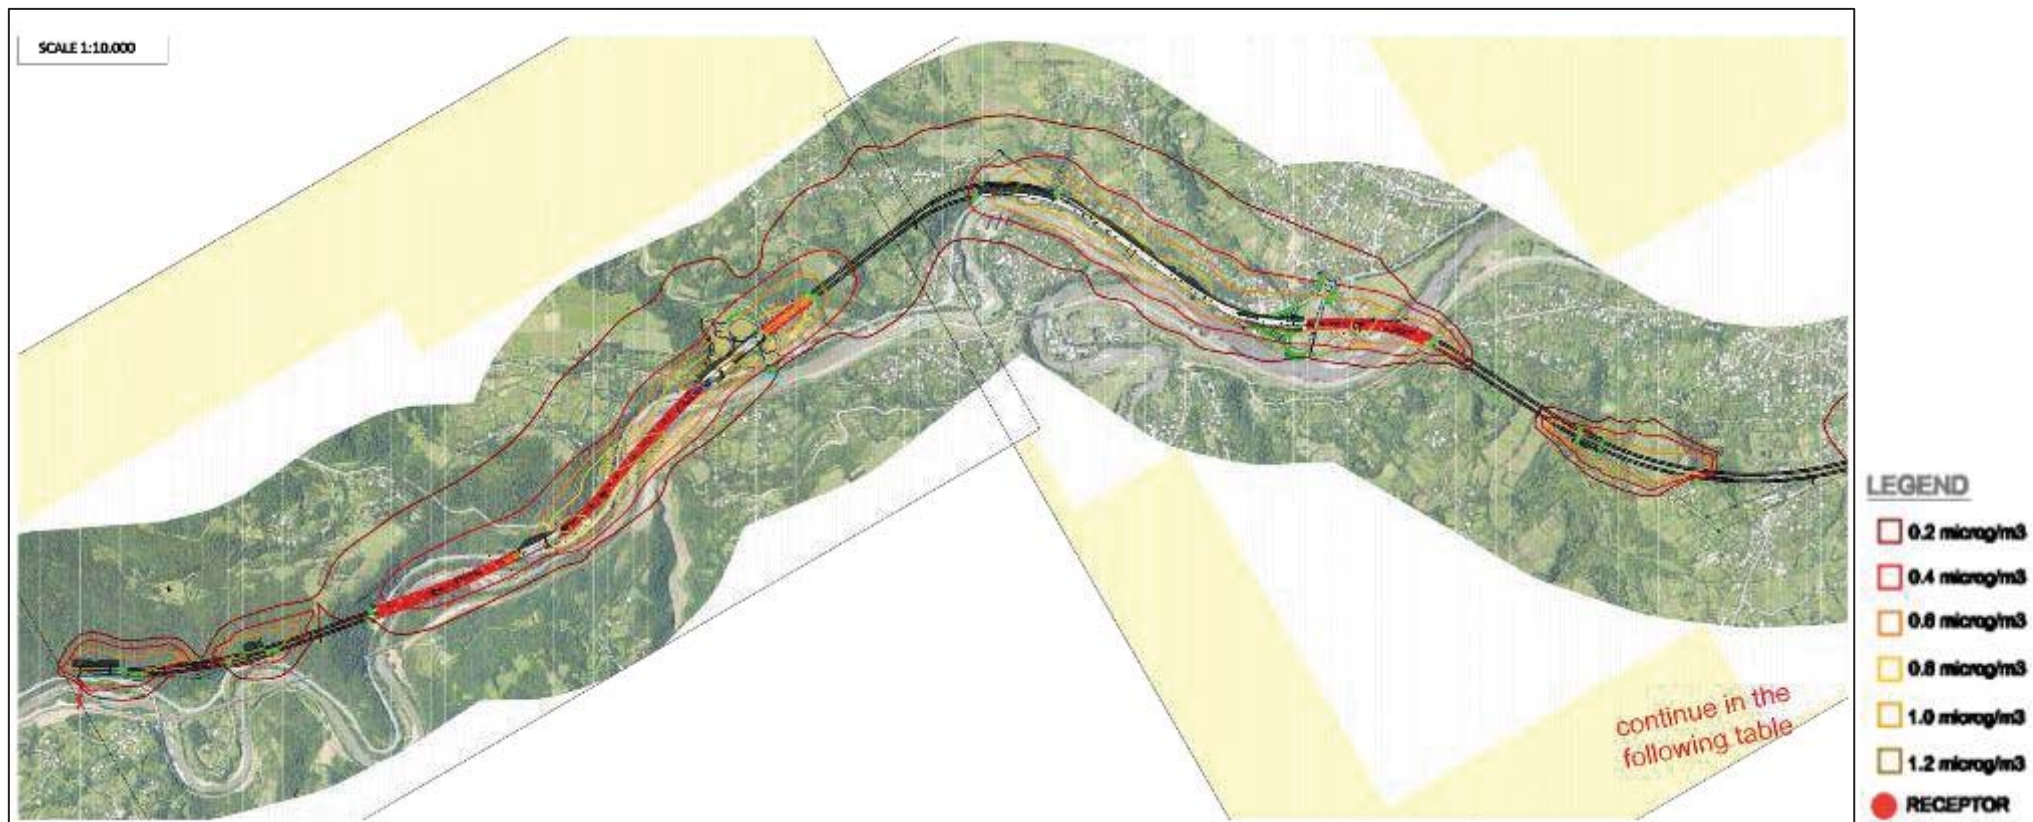 SCALE 1:10.000
continue in the
following table
LEGEND
0.2 microg/m3
0.4 microg/m3
0.6 microg/m3
0.8 microg/m3
1.0 microg/m3
1.2 microg/m3
RECEPTOR